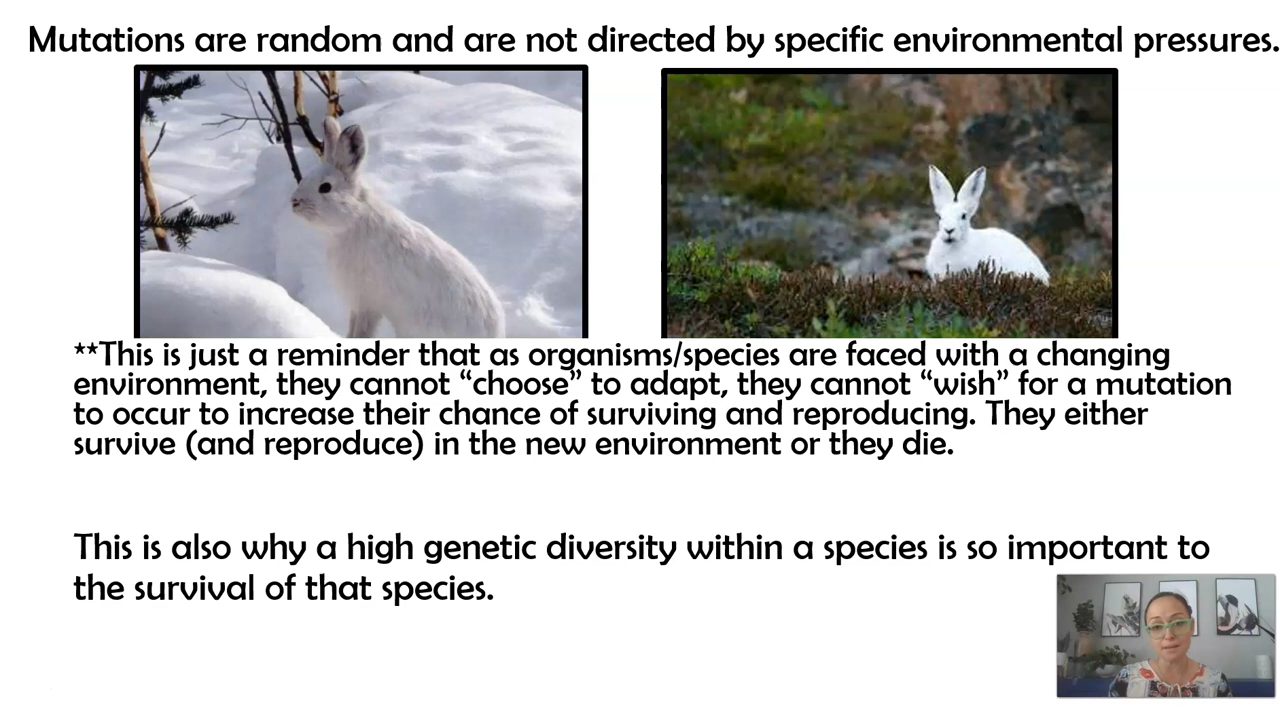 Mutations are random and are not directed by specific environmental pressures.
**This is just a reminder that as organisms/species are faced with a changing
environment, they cannot “choose” to adapt, they cannot “wish” for a mutation
to occur to increase their chance of surviving and reproducing. They either
survive (and reproduce) in the new environment or they die.
This is also why a high genetic diversity within a species is so important to
the survival of that species.